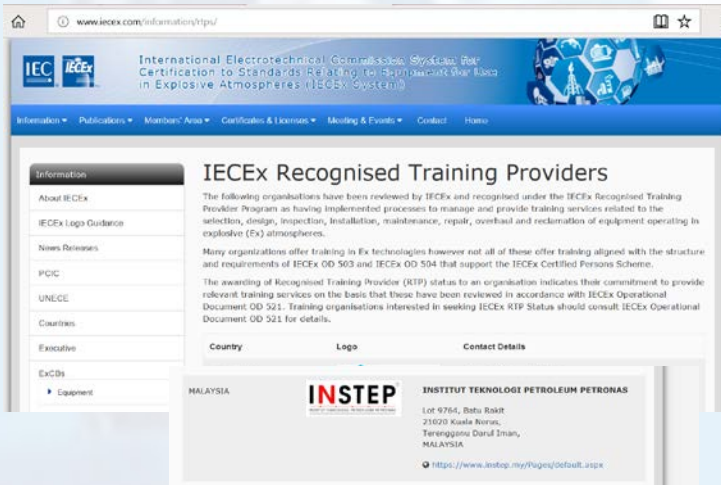 www.iecex.com/information/rtps/
IEC IECEx
International Electrotechnical Commission System for
Certification to Standards Relating to Equipment for Use
in Explosive Atmospheres (IECEx System)
Information Publications Members' Area Certificates & Licenses Meeting & Events Contact Home
Information
About IECEx
IECEx Logo Guidance
News Releases
PCIC
UNECE
Countries
Executive
ExCBs
Equipment
IECEx Recognised Training Providers
The following organisations have been reviewed by IECEx and recognised under the IECEx Recognised Training
Provider Program as having implemented processes to manage and provide training services related to the
selection, design, inspection, installation, maintenance, repair, overhaul and reclamation of equipment operating in
explosive (Ex) atmospheres.
Many organizations offer training in Ex technologies however not all of these offer training aligned with the structure
and requirements of IECEx OD 503 and IECEx OD 504 that support the IECEx Certified Persons Scheme.
The awarding of Recognised Training Provider (RTP) status to an organisation indicates their commitment to provide
relevant training services on the basis that these have been reviewed in accordance with IECEx Operational
Document OD 521. Training organisations interested in seeking IECEx RTP Status should consult IECEx Operational
Document OD 521 for details.
Country Logo Contact Details
MALAYSIA
INSTEP
INSTITUT TEKNOLOGI PETROLEUM PETRONAS
INSTITUT TEKNOLOGI PETROLEUM PETRONAS
Lot 9764, Batu Rakit
21020 Kuala Nerus,
Terengganu Darul Iman,
MALAYSIA
https://www.instep.my/Pages/default.aspx